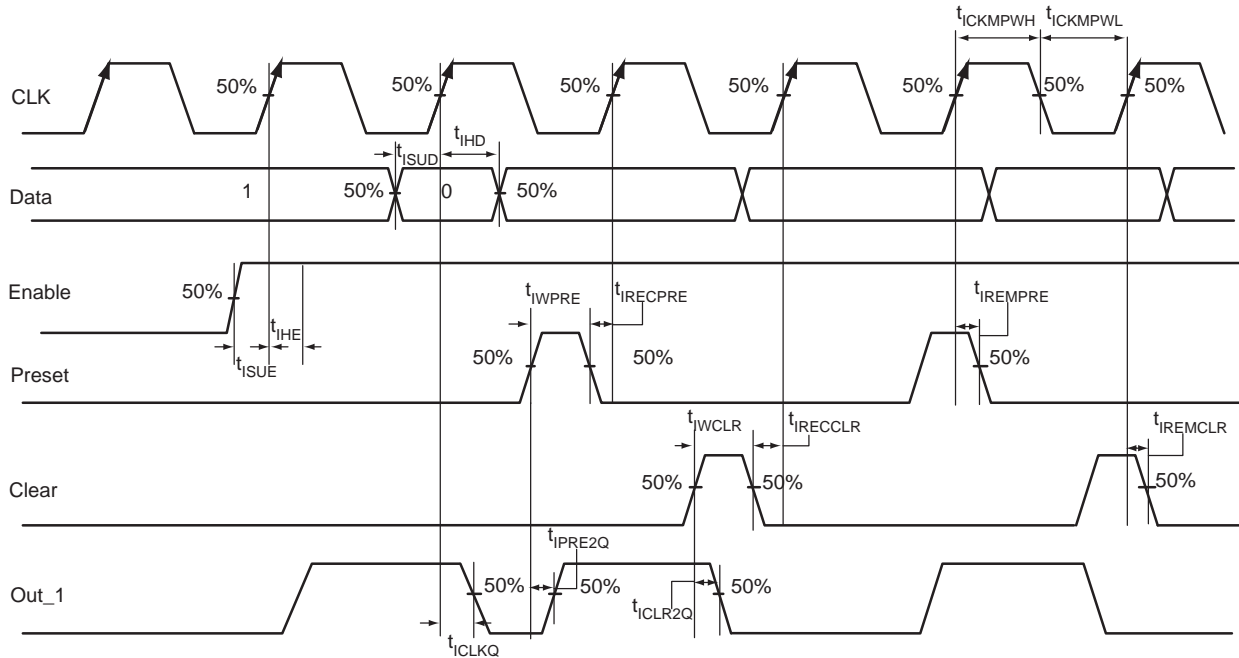 tICKMPWH tICKMPWL
CLK 50% 50% 50% 50% 50% 50% 50%
tISUD tIHD
Data 1 50% 0 50%
Enable 50% tIHE tISUE
tIWPRE tIRECPRE tIREMPRE
Preset 50% 50% 50%
tIWCLR tIRECCLR tIREMCLR
Clear 50% 50% 50%
tIPRE2Q
Out_1 50% 50% tICLR2Q 50%
tICLKQ